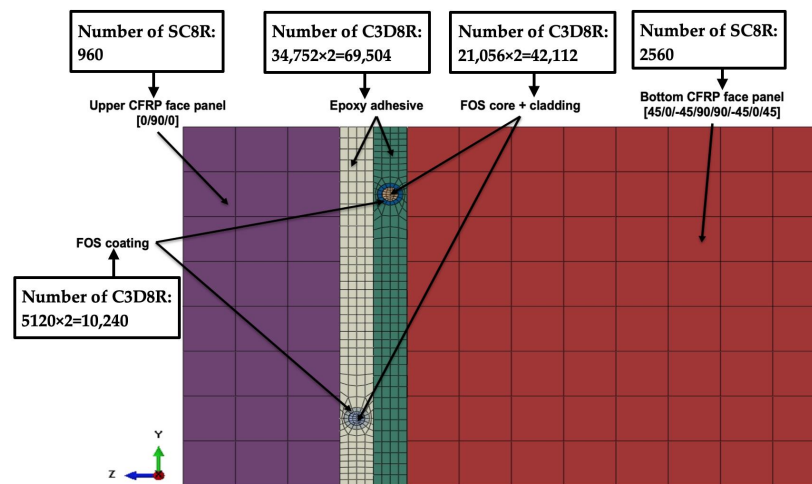 Number of SC8R:
960
Number of C3D8R:
34,752×2=69,504
Number of C3D8R:
21,056×2=42,112
Number of SC8R:
2560
Upper CFRP face panel
[0/90/0]
Epoxy adhesive
FOS core + cladding
Bottom CFRP face panel
[45/0/-45/90/90/-45/0/45]
FOS coating
Number of C3D8R:
5120×2=10,240
Y
Z
X